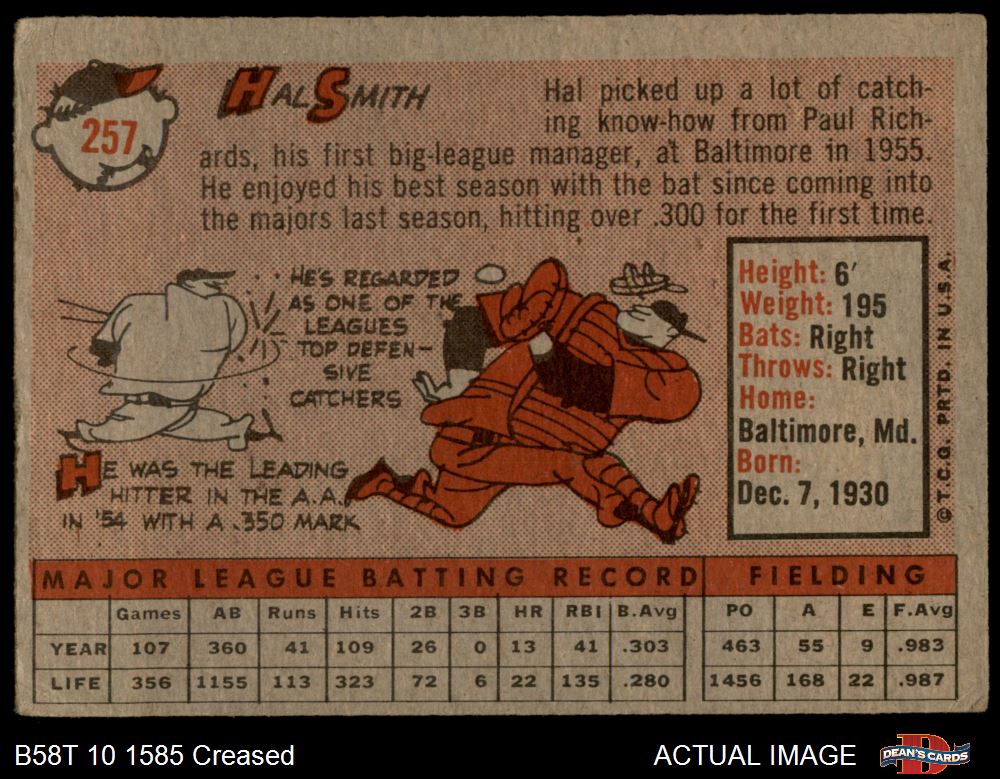 257
HAL SMITH
Hal picked up a lot of catch-
ing know-how from Paul Rich-
ards, his first big-league manager, at Baltimore in 1955.
He enjoyed his best season with the bat since coming into
the majors last season, hitting over .300 for the first time.
HE'S REGARDED
AS ONE OF THE
LEAGUES
TOP DEFEN-
SIVE
CATCHERS
HE WAS THE LEADING
HITTER IN THE A.A.
IN '54 WITH A .350 MARK
Height: 6'
Weight: 195
Bats: Right
Throws: Right
Home:
Baltimore, Md.
Born:
Dec. 7, 1930
© T.C.G. PRTD. IN U.S.A.
MAJOR LEAGUE BATTING RECORD FIELDING
Games AB Runs Hits 2B 3B HR RBI B.Avg PO A E F.Avg
YEAR 107 360 41 109 26 0 13 41 .303 463 55 9 .983
LIFE 356 1155 113 323 72 6 22 135 .280 1456 168 22 .987
B58T 10 1585 Creased ACTUAL IMAGE DEAN'S CARDS